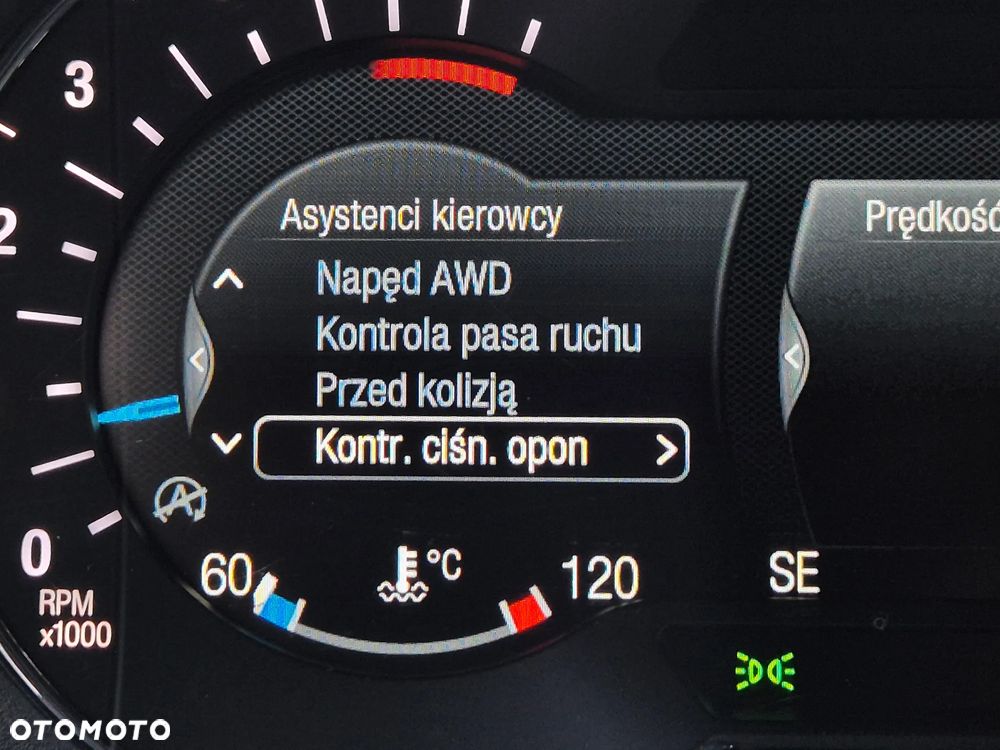 3
2
0
RPM
x1000
Asystenci kierowcy
Napęd AWD
Kontrola pasa ruchu
Przed kolizją
Kontr. ciśn. opon
A
60
°C
120
Prędkość
SE
OTOMOTO